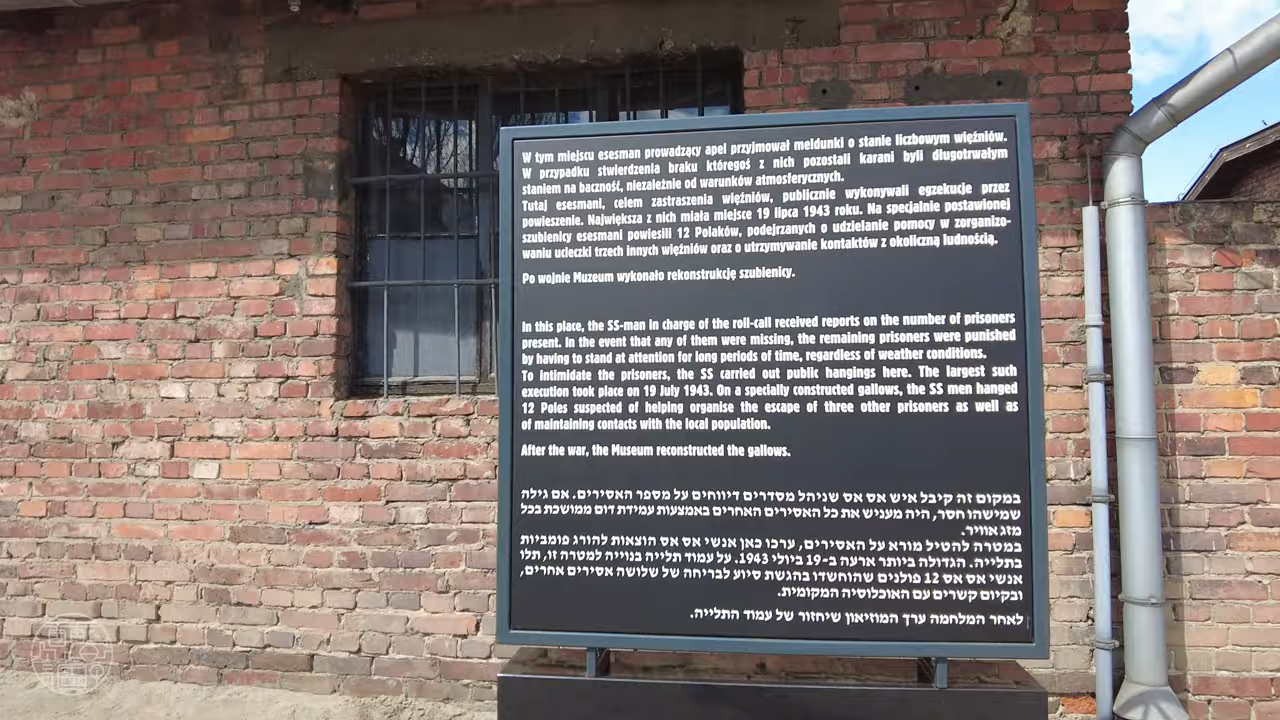 W tym miejscu esesman prowadzący apel przyjmował meldunki o stanie liczbowym więźniów.
W przypadku stwierdzenia braku któregoś z nich pozostali karani byli długotrwałym
staniem na baczność, niezależnie od warunków atmosferycznych.
Tutaj esesmani, celem zastraszenia więźniów, publicznie wykonywali egzekucje przez
powieszenie. Największa z nich miała miejsce 19 lipca 1943 roku. Na specjalnie postawionej
szubienicy esesmani powiesili 12 Polaków, podejrzanych o udzielanie pomocy w zorganizo-
waniu ucieczki trzech innych więźniów oraz o utrzymywanie kontaktów z okoliczną ludnością.
Po wojnie Muzeum wykonało rekonstrukcję szubienicy.
In this place, the SS-man in charge of the roll-call received reports on the number of prisoners
present. In the event that any of them were missing, the remaining prisoners were punished
by having to stand at attention for long periods of time, regardless of weather conditions.
To intimidate the prisoners, the SS carried out public hangings here. The largest such
execution took place on 19 July 1943. On a specially constructed gallows, the SS men hanged
12 Poles suspected of helping organise the escape of three other prisoners as well as
of maintaining contacts with the local population.
After the war, the Museum reconstructed the gallows.
במקום זה קיבל איש אס אס שניהל מסדרים דיווחים על מספר האסירים. אם גילה
שמישהו חסר, היה מעניש את כל האסירים האחרים באמצעות עמידת דום ממושכת בכל
מזג אוויר.
במטרה להטיל מורא על האסירים, ערכו כאן אנשי אס אס הוצאות להורג פומביות
בתלייה. הגדולה ביותר ארעה ב-19 ביולי 1943. על עמוד תלייה בנוייה למטרה זו, תלו
אנשי אס אס 12 פולנים שהוחשדו בהגשת סיוע לבריחה של שלושה אסירים אחרים,
ובקיום קשרים עם האוכלוסיה המקומית.
לאחר המלחמה ערך המוזיאון שיחזור של עמוד התלייה.